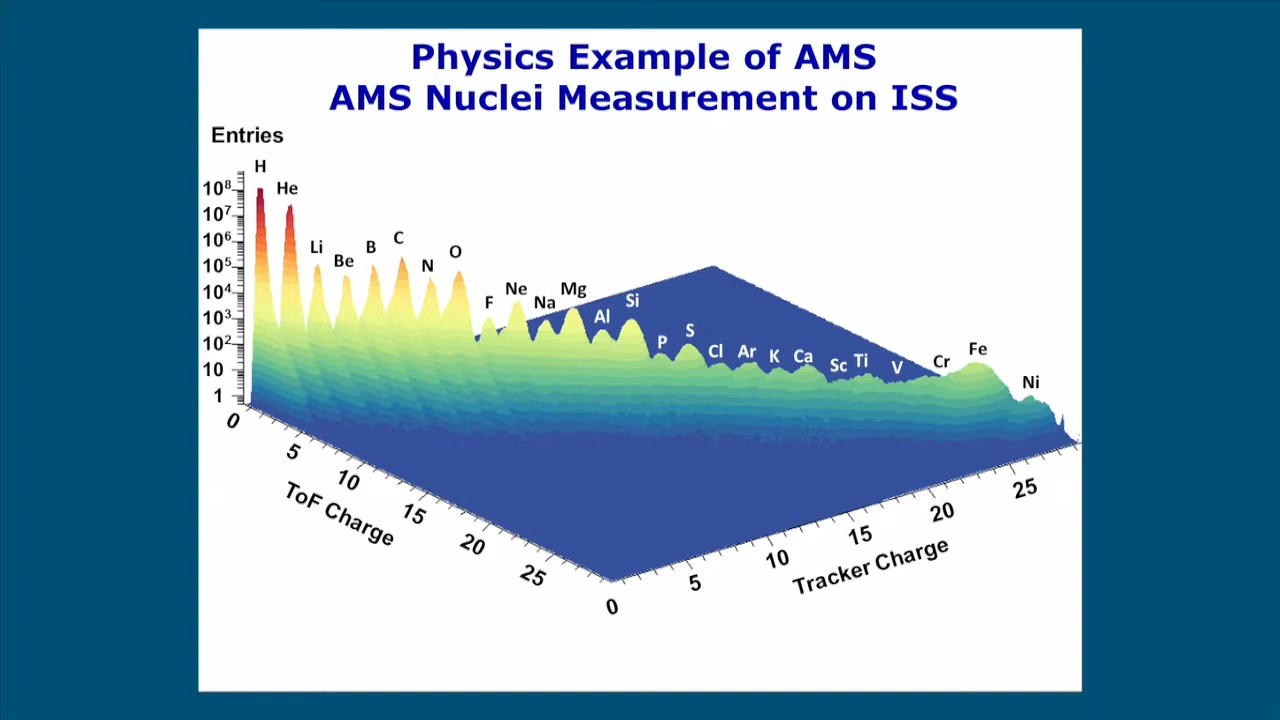 Physics Example of AMS
AMS Nuclei Measurement on ISS
Entries
H
He
Li
Be
B
C
N
O
F
Ne
Na
Mg
Al
Si
P
S
Cl
Ar
K
Ca
Sc
Ti
V
Cr
Fe
Ni
10⁸
10⁷
10⁶
10⁵
10⁴
10³
10²
10
1
0
5
10
15
20
25
ToF Charge
0
5
10
15
20
25
Tracker Charge